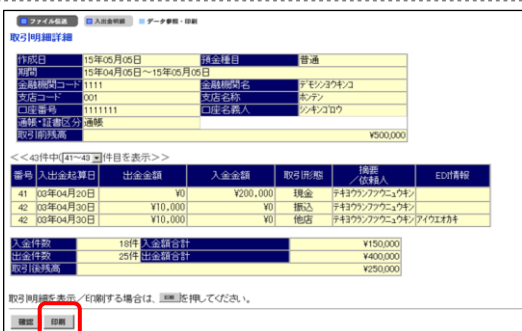 ファイル伝送 入出金明細 データ参照・印刷
取引明細詳細
作成日 15年05月05日 預金種目 普通
期間 15年04月05日～15年05月05日
金融機関コード 1111 金融機関名 デモシンヨウキンコ
支店コード 001 支店名称 ホンテン
口座番号 1111111 口座名義人 シンキンジロウ
通帳・証書区分 通帳
取引前残高 ¥500,000
＜＜43件中[41～43]件目を表示＞＞
番号 入出金起算日 出金金額 入金金額 取引形態 摘要／依頼人 EDI情報
41 03年04月20日 ¥0 ¥200,000 現金 テキヨウランフツウニュウキン
42 03年04月30日 ¥10,000 ¥0 振込 テキヨウランフツウニュウキン
42 03年04月30日 ¥10,000 ¥0 他店 テキヨウランフツウニュウキン アイウエオカキ
入金件数 18件 入金額合計 ¥150,000
出金件数 25件 出金額合計 ¥400,000
取引後残高 ¥250,000
取引明細を表示／印刷する場合は、印刷を押してください。
確認 印刷